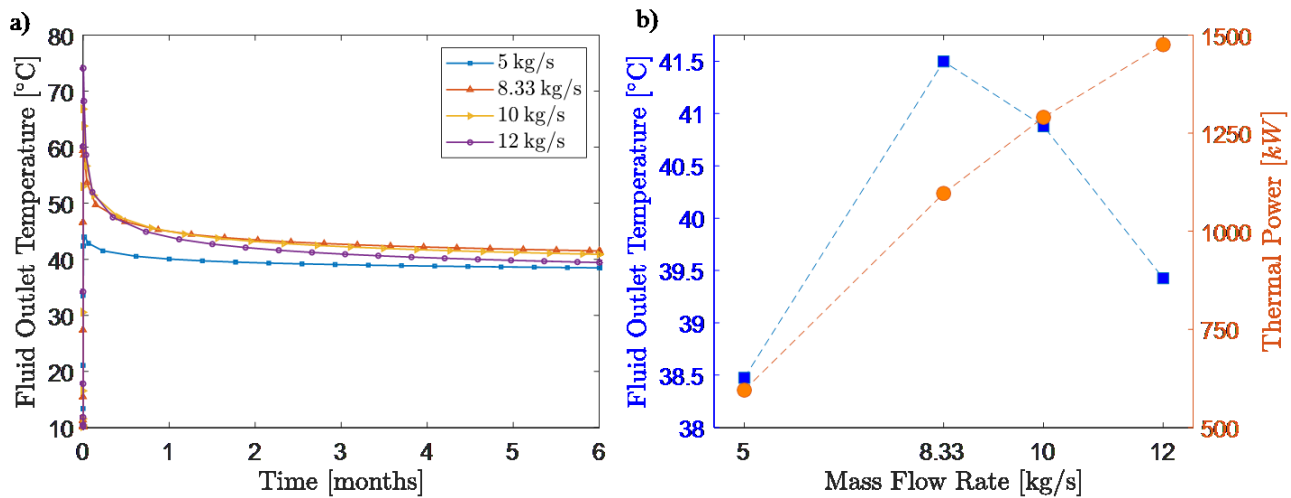 a)
Fluid Outlet Temperature [°C]
80
70
60
50
40
30
20
10
0
1
2
3
4
5
6
Time [months]
5 kg/s
8.33 kg/s
10 kg/s
12 kg/s
b)
Fluid Outlet Temperature [°C]
41.5
41
40.5
40
39.5
39
38.5
38
5
8.33
10
12
Mass Flow Rate [kg/s]
1500
1250
1000
750
500
Thermal Power [kW]